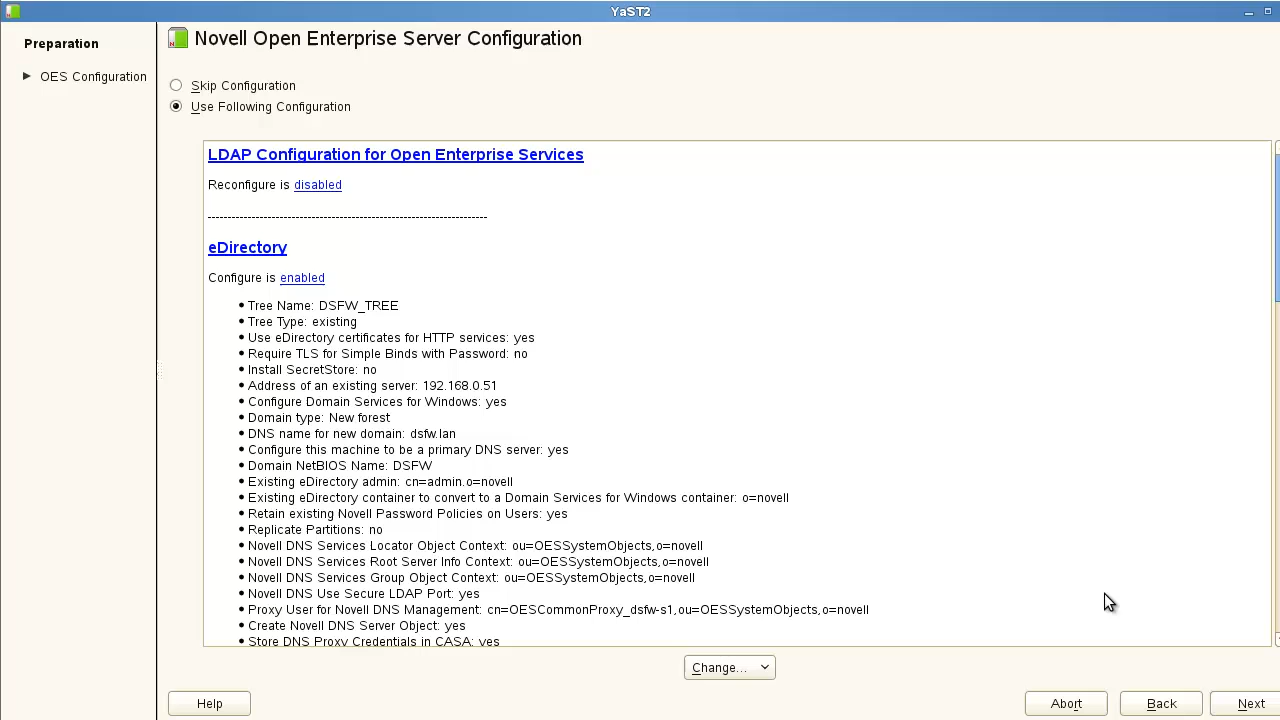 YaST2
Preparation
OES Configuration
Novell Open Enterprise Server Configuration
Skip Configuration
Use Following Configuration
LDAP Configuration for Open Enterprise Services
Reconfigure is disabled
----------------------------------------------------------------------
eDirectory
Configure is enabled
• Tree Name: DSFW_TREE
• Tree Type: existing
• Use eDirectory certificates for HTTP services: yes
• Require TLS for Simple Binds with Password: no
• Install SecretStore: no
• Address of an existing server: 192.168.0.51
• Configure Domain Services for Windows: yes
• Domain type: New forest
• DNS name for new domain: dsfw.lan
• Configure this machine to be a primary DNS server: yes
• Domain NetBIOS Name: DSFW
• Existing eDirectory admin: cn=admin.o=novell
• Existing eDirectory container to convert to a Domain Services for Windows container: o=novell
• Retain existing Novell Password Policies on Users: yes
• Replicate Partitions: no
• Novell DNS Services Locator Object Context: ou=OESSystemObjects,o=novell
• Novell DNS Services Root Server Info Context: ou=OESSystemObjects,o=novell
• Novell DNS Services Group Object Context: ou=OESSystemObjects,o=novell
• Novell DNS Use Secure LDAP Port: yes
• Proxy User for Novell DNS Management: cn=OESCommonProxy_dsfw-s1,ou=OESSystemObjects,o=novell
• Create Novell DNS Server Object: yes
• Store DNS Proxy Credentials in CASA: yes
Change...
Help
Abort
Back
Next